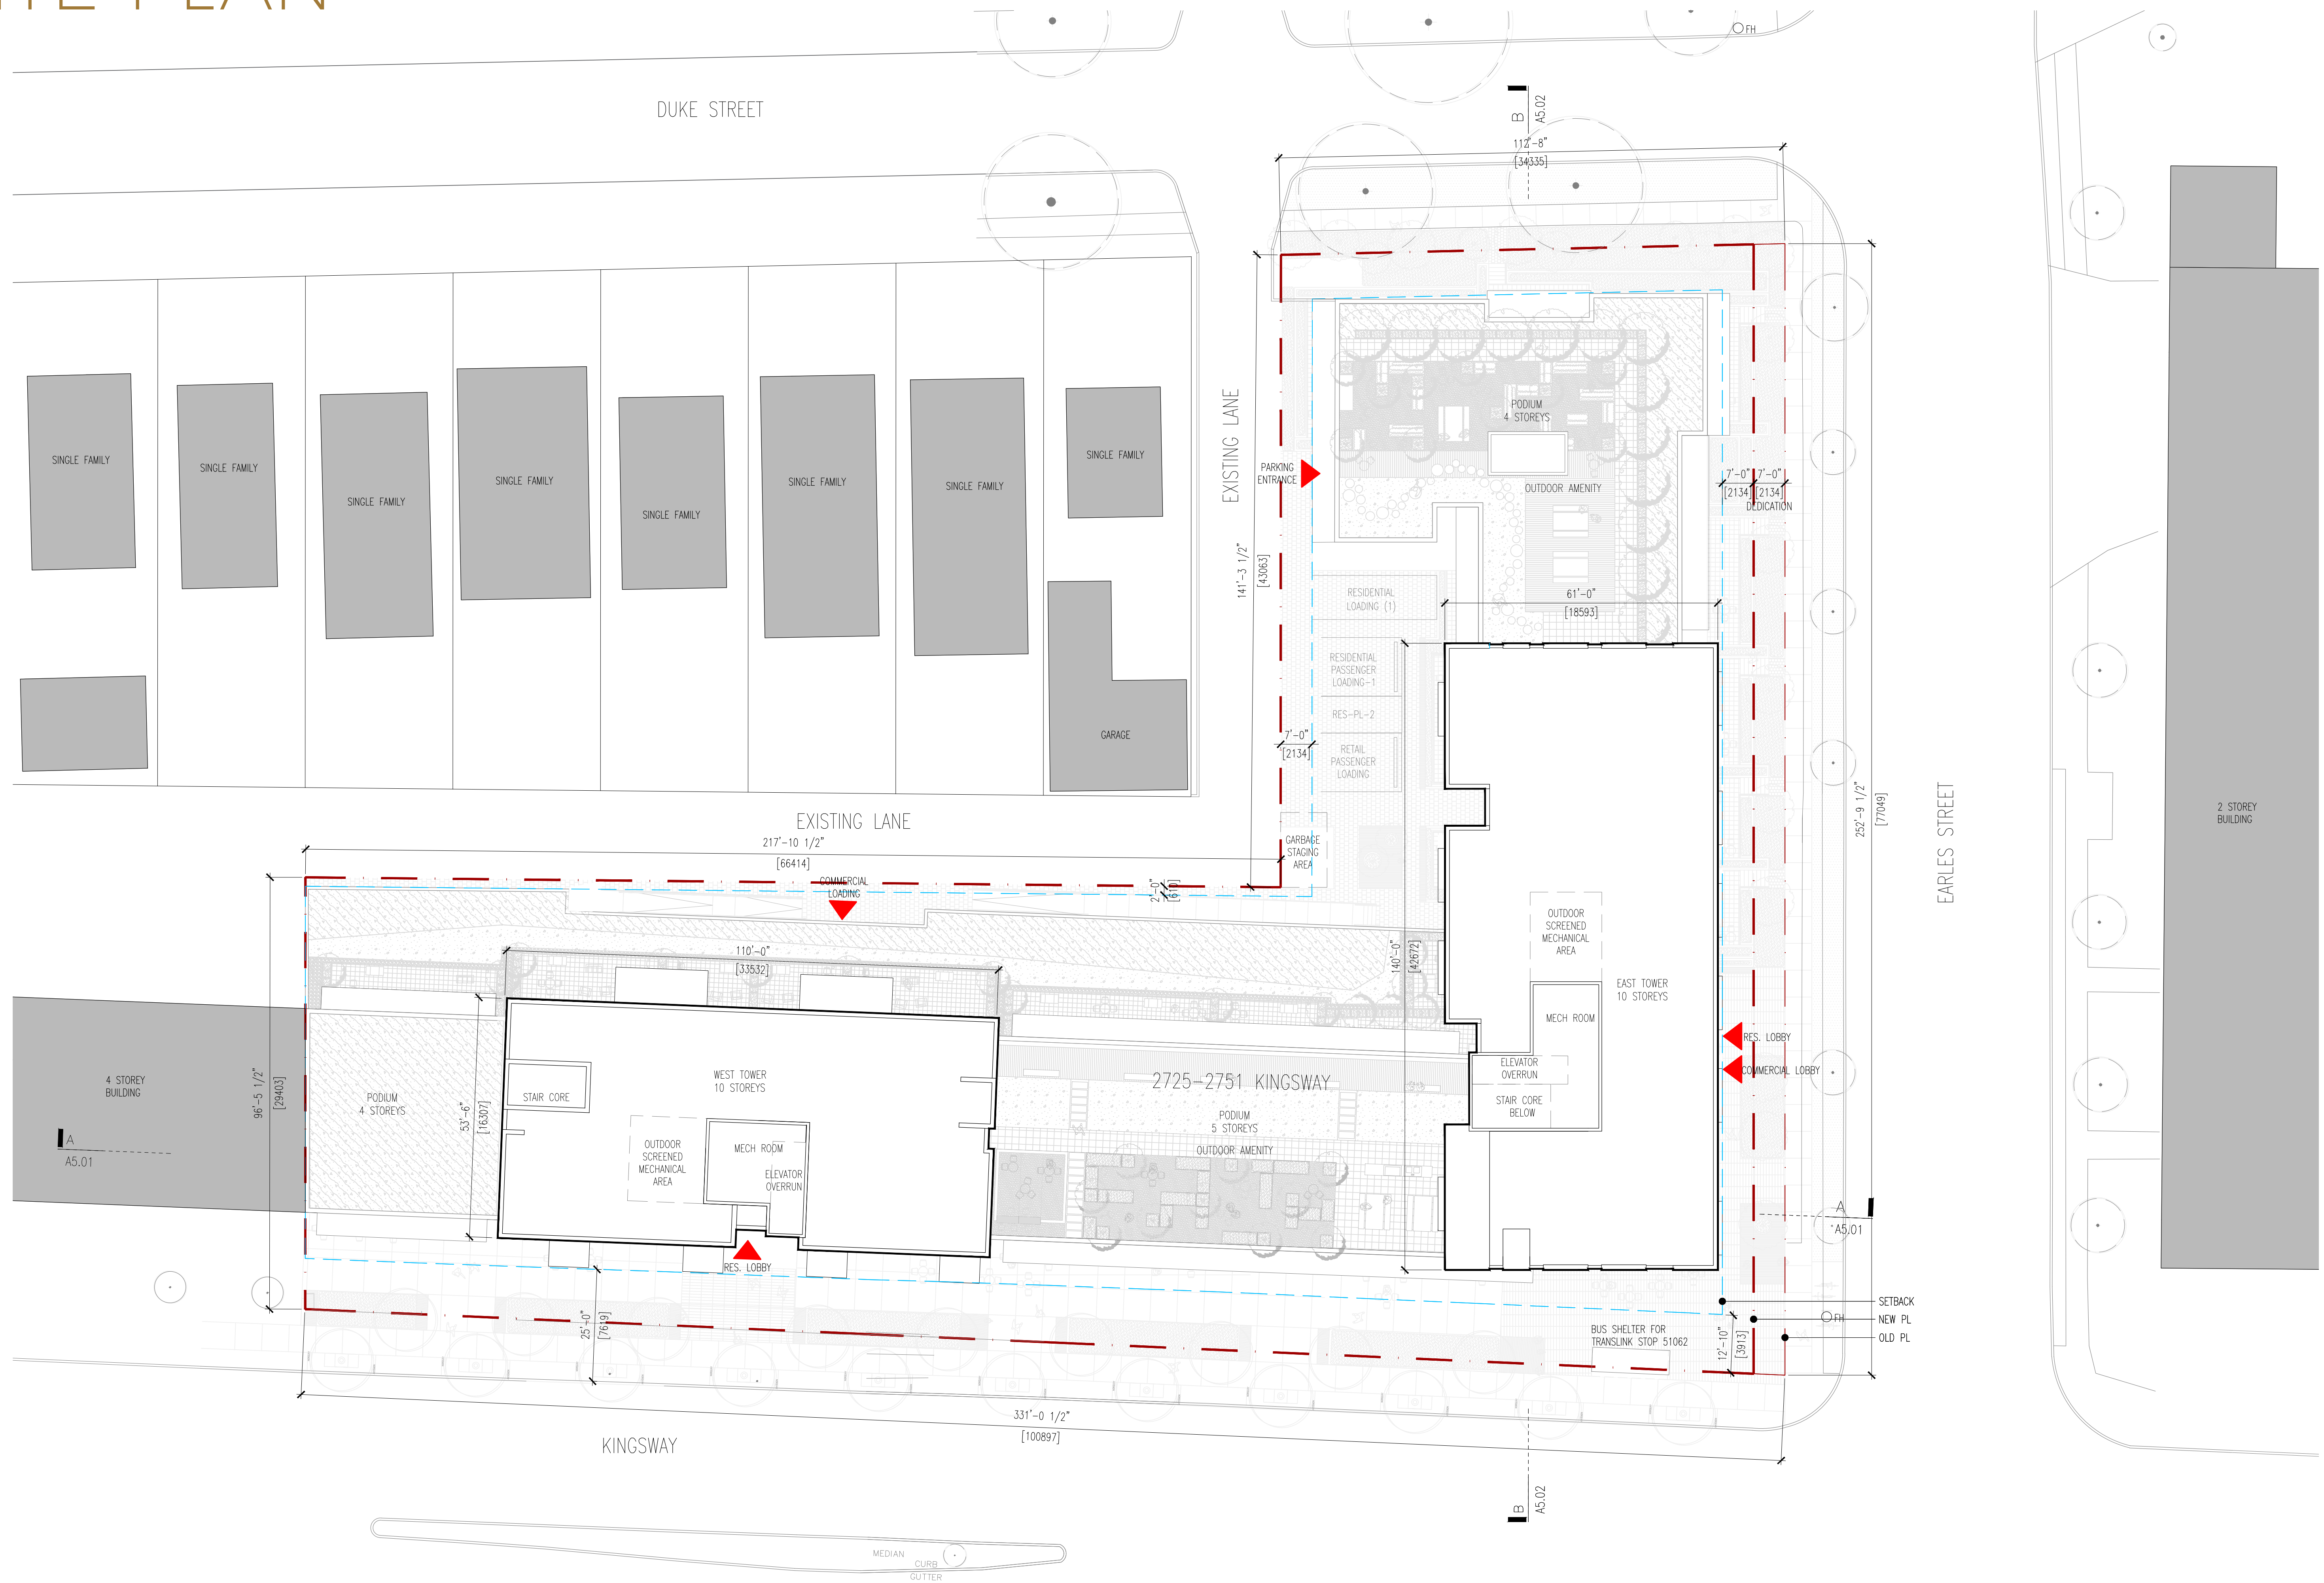 ITE PLAN
FH
DUKE STREET
B
A5.02
112'-8"
[34335]
EXISTING LANE
141'-3 1/2"
[43063]
PARKING
ENTRANCE
PODIUM
4 STOREYS
OUTDOOR AMENITY
7'-0"
[2134]
7'-0"
[2134]
DEDICATION
SINGLE FAMILY
SINGLE FAMILY
SINGLE FAMILY
SINGLE FAMILY
SINGLE FAMILY
SINGLE FAMILY
SINGLE FAMILY
SINGLE FAMILY
GARAGE
RESIDENTIAL
LOADING (1)
61'-0"
[18593]
RESIDENTIAL
PASSENGER
LOADING-1
RES-PL-2
7'-0"
[2134]
RETAIL
PASSENGER
LOADING
GARBAGE
STAGING
AREA
252'-9 1/2"
[77049]
EARLES STREET
2 STOREY
BUILDING
EXISTING LANE
217'-10 1/2"
[66414]
COMMERCIAL
LOADING
2'-0"
[610]
110'-0"
[33532]
140'-0"
[42672]
OUTDOOR
SCREENED
MECHANICAL
AREA
EAST TOWER
10 STOREYS
MECH ROOM
RES. LOBBY
COMMERCIAL LOBBY
ELEVATOR
OVERRUN
STAIR CORE
BELOW
4 STOREY
BUILDING
A
A5.01
96'-5 1/2"
[29403]
PODIUM
4 STOREYS
53'-6"
[16307]
STAIR CORE
WEST TOWER
10 STOREYS
OUTDOOR
SCREENED
MECHANICAL
AREA
MECH ROOM
ELEVATOR
OVERRUN
2725-2751 KINGSWAY
PODIUM
5 STOREYS
OUTDOOR AMENITY
RES. LOBBY
A
A5.01
25'-0"
[7619]
BUS SHELTER FOR
TRANSLINK STOP 51062
12'-10"
[3913]
FH
SETBACK
NEW PL
OLD PL
331'-0 1/2"
[100897]
KINGSWAY
B
A5.02
MEDIAN
CURB
GUTTER